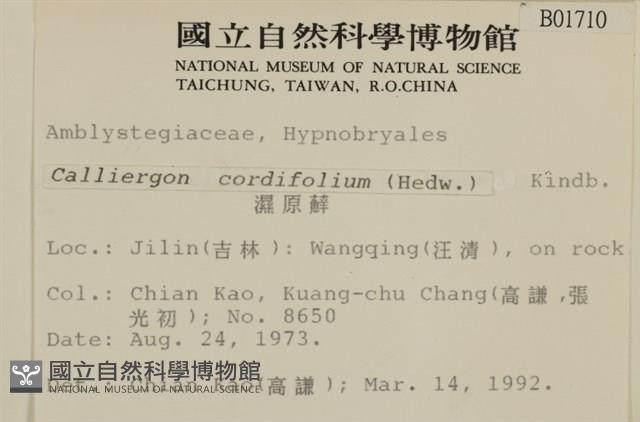 B01710
國立自然科學博物館
NATIONAL MUSEUM OF NATURAL SCIENCE
TAICHUNG, TAIWAN, R.O.CHINA
Amblystegiaceae, Hypnobryales
Calliergon cordifolium (Hedw.) Kindb.
濕原蘚
Loc.: Jilin(吉林): Wangqing(汪清), on rock
Col.: Chian Kao, Kuang-chu Chang(高謙,張
光初); No. 8650
Date: Aug. 24, 1973.
國立自然科學博物館
NATIONAL MUSEUM OF NATURAL SCIENCE
Det.: Chian Kao(高謙); Mar. 14, 1992.